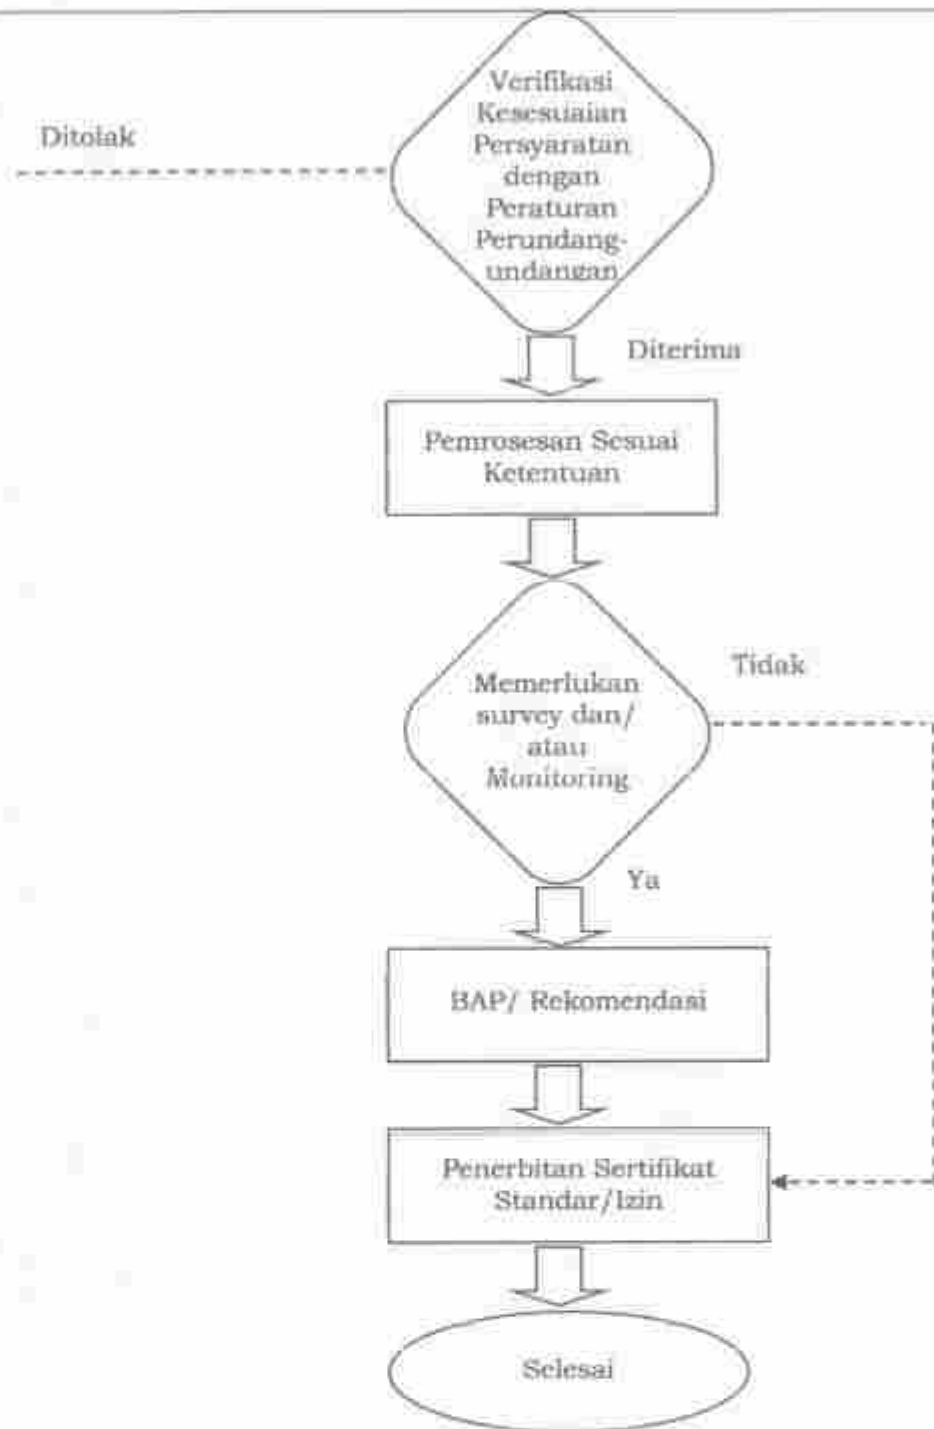 Verifikasi
Kesesuaian
Persyaratan
dengan
Peraturan
Perundang-
undangan
Ditolak
Diterima
Pemrosesan Sesuai
Ketentuan
Memerlukan
survey dan/
atau
Monitoring
Tidak
Ya
BAP/ Rekomendasi
Penerbitan Sertifikat
Standar/Izin
Selesai